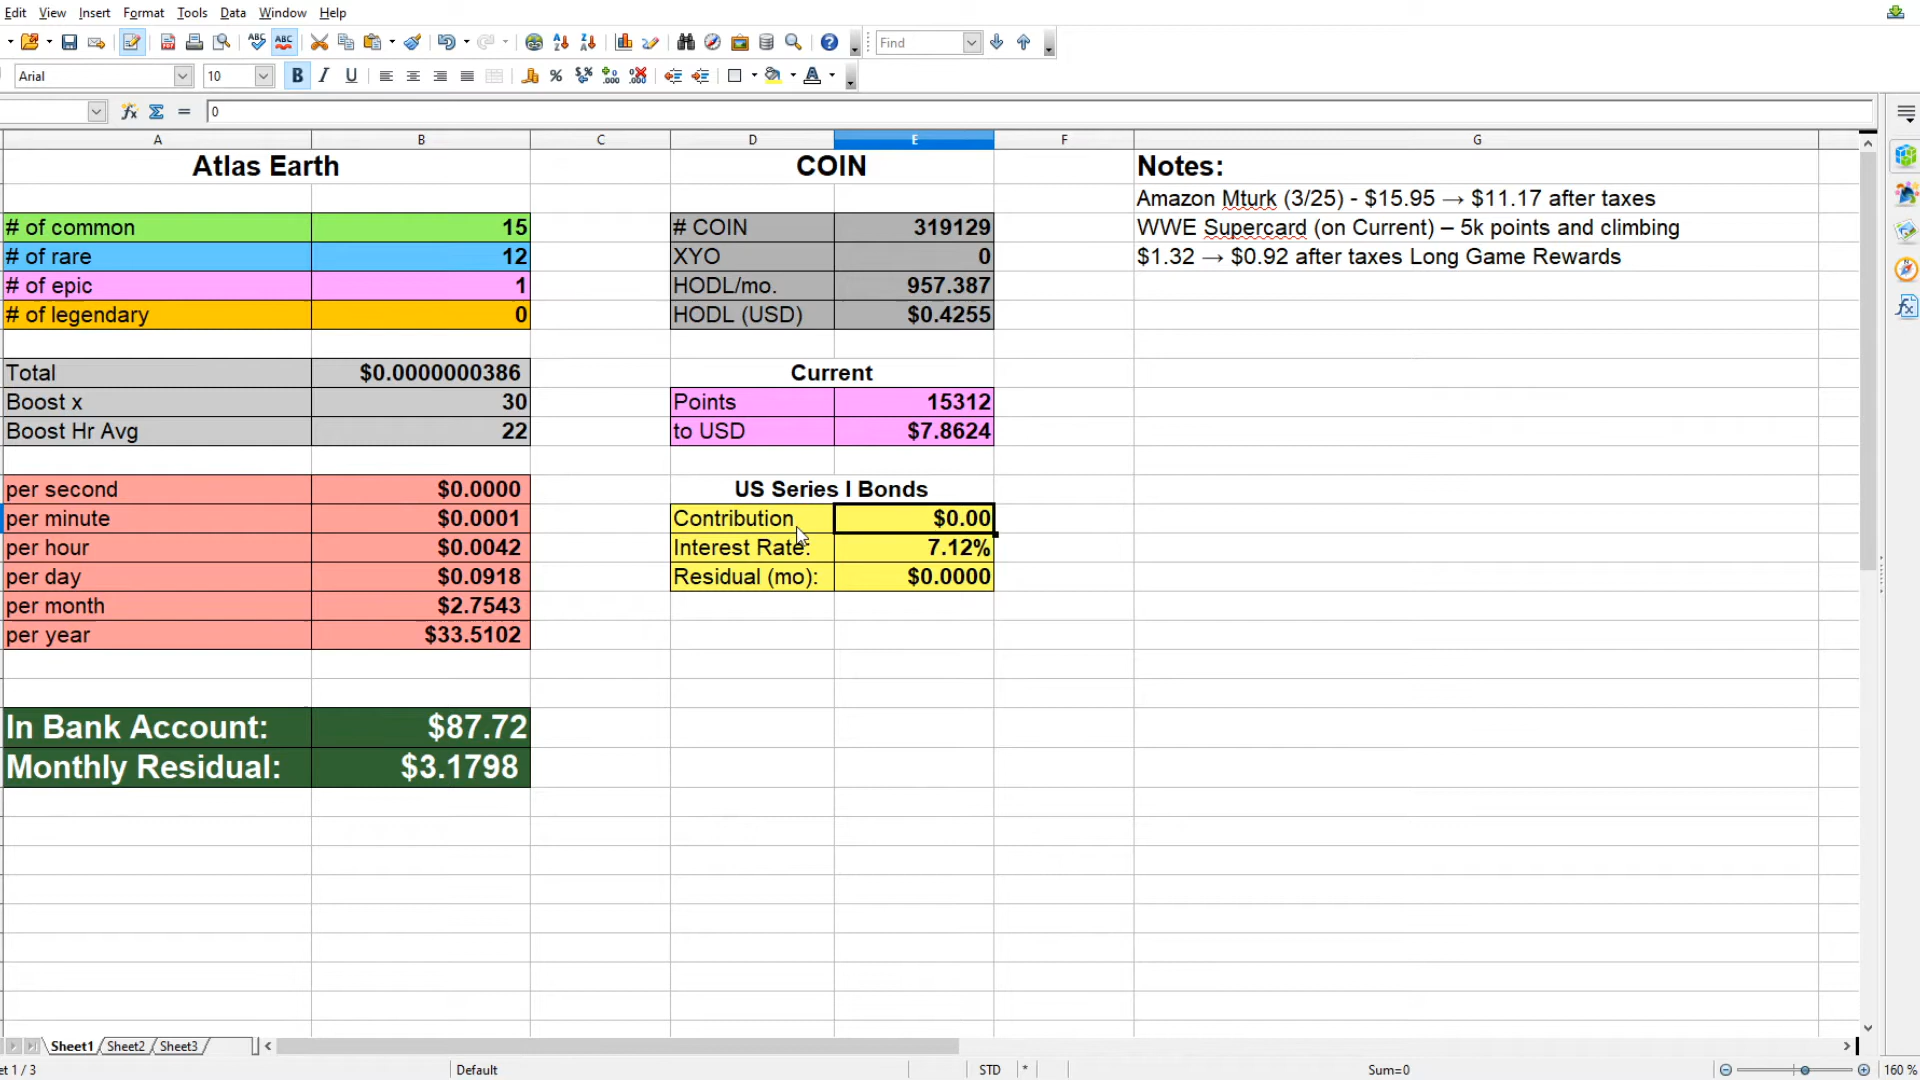 Edit View Insert Format Tools Data Window Help
Find
Arial 10
0
A B C D E F G
Atlas Earth COIN Notes:
Amazon Mturk (3/25) - $15.95 → $11.17 after taxes
# of common 15 # COIN 319129 WWE Supercard (on Current) – 5k points and climbing
# of rare 12 XYO 0 $1.32 → $0.92 after taxes Long Game Rewards
# of epic 1 HODL/mo. 957.387
# of legendary 0 HODL (USD) $0.4255
Total $0.0000000386 Current
Boost x 30 Points 15312
Boost Hr Avg 22 to USD $7.8624
per second $0.0000 US Series I Bonds
per minute $0.0001 Contribution $0.00
per hour $0.0042 Interest Rate: 7.12%
per day $0.0918 Residual (mo): $0.0000
per month $2.7543
per year $33.5102
In Bank Account: $87.72
Monthly Residual: $3.1798
Sheet1 Sheet2 Sheet3
et 1 / 3 Default STD * Sum=0 160 %